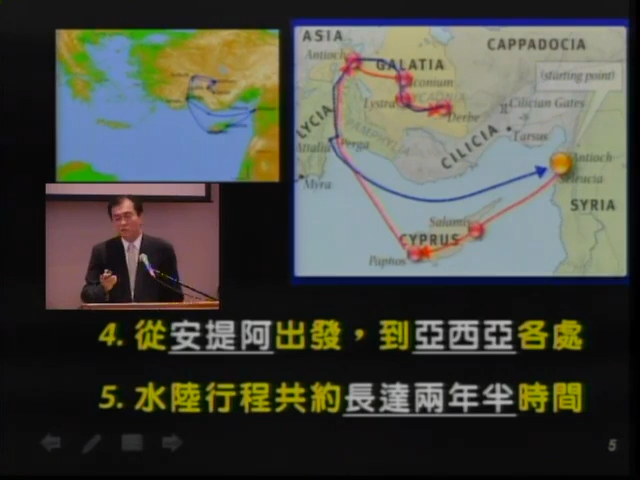 ASIA
CAPPADOCIA
Antioch
GALATIA
(starting point)
Iconium
Lystra
LYCAONIA
Derbe
Cilician Gates
LYCIA
PAMPHYLIA
CILICIA
Tarsus
Attalia
Perga
Antioch
Seleucia
Myra
SYRIA
Salamis
CYPRUS
Paphos
4. 從安提阿出發，到亞西亞各處
5. 水陸行程共約長達兩年半時間
5